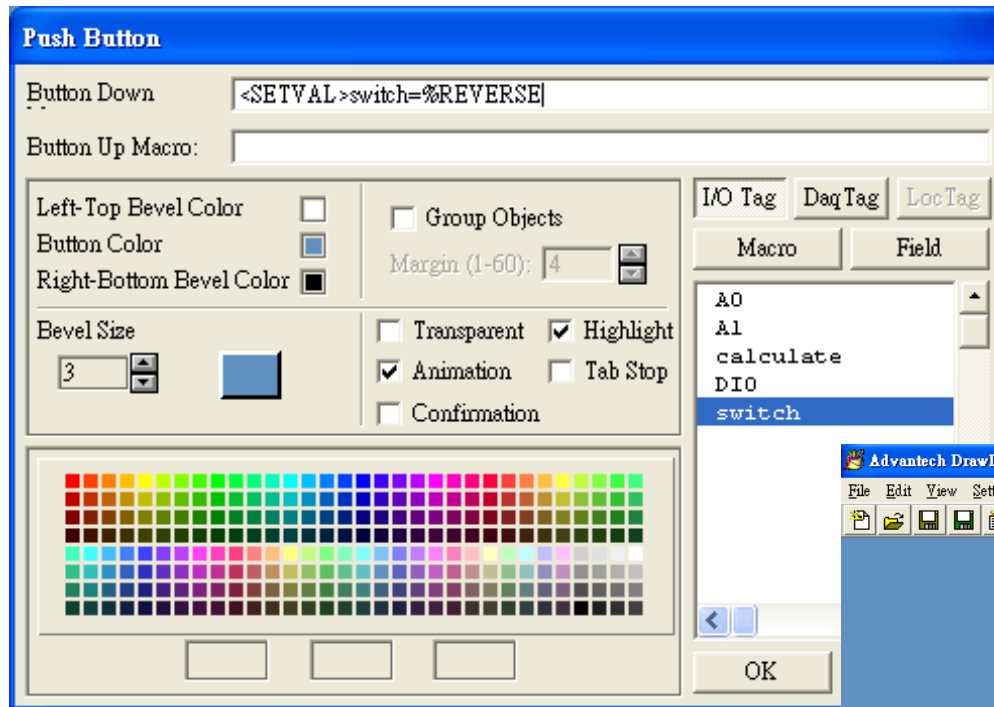 Push Button
Button Down
<SETVAL>switch=%REVERSE
Button Up Macro:
Left-Top Bevel Color
Button Color
Right-Bottom Bevel Color
Group Objects
Margin (1-60): 4
Bevel Size
3
Transparent
Highlight
Animation
Tab Stop
Confirmation
I/O Tag
DaqTag
LocTag
Macro
Field
A0
A1
calculate
DI0
switch
OK
Advantech Draw
File Edit View Sett